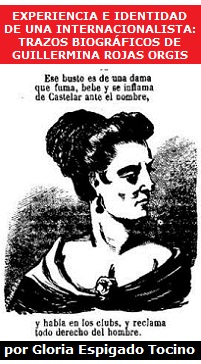 EXPERIENCIA E IDENTIDAD
DE UNA INTERNACIONALISTA:
TRAZOS BIOGRÁFICOS DE
GUILLERMINA ROJAS ORGIS
Ese busto es de una dama
que fuma, bebe y se inflama
de Castelar ante el nombre,
y habla en los clubs, y reclama
todo derecho del hombre.
por Gloria Espigado Tocino